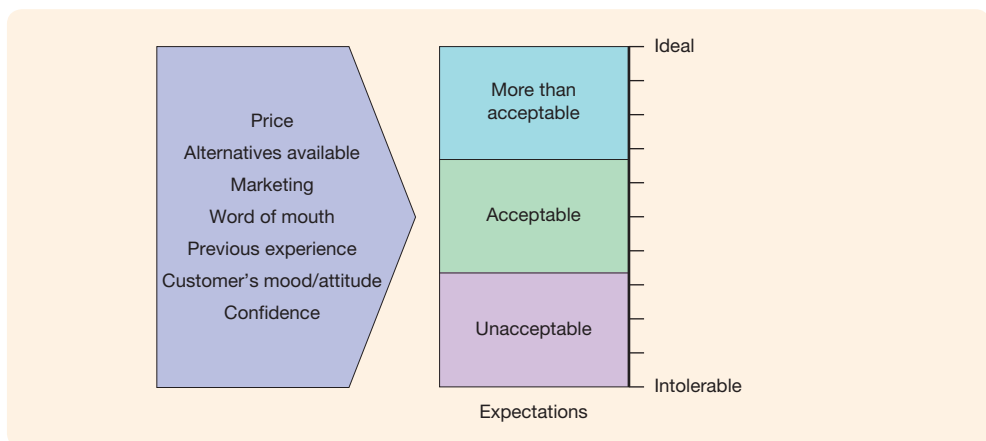 Price
Alternatives available
Marketing
Word of mouth
Previous experience
Customer’s mood/attitude
Confidence
More than
acceptable
Acceptable
Unacceptable
Ideal
Intolerable
Expectations